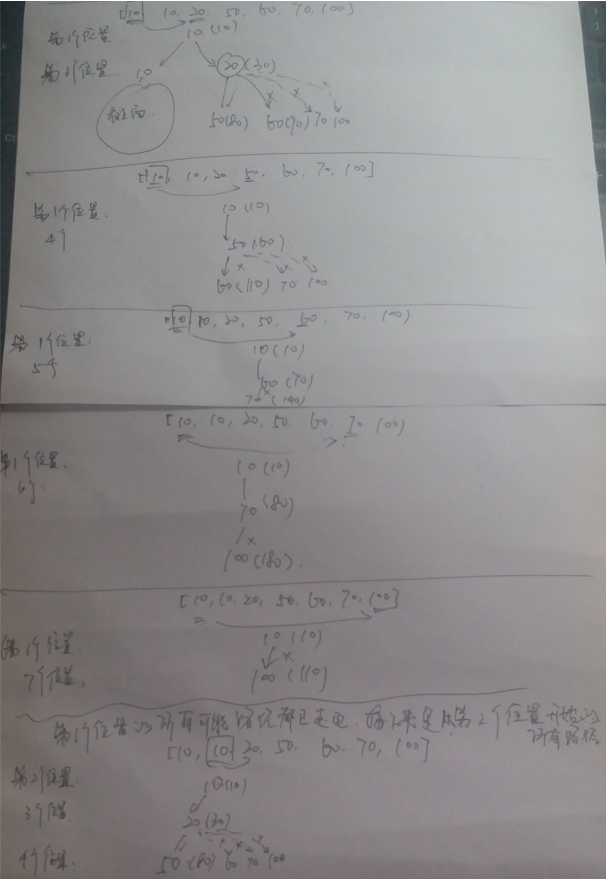 [[10] 10, 20, 50, 60, 70, 100]
第1个位置
10(10)
第3个位置
10
20(30)
50(80) 60(90) 70 100
[[10], 10, 20, 50, 60, 70, 100]
第1个位置.
4个
10(10)
50(60)
60(110) 70 100
[[10] 10, 20, 50, 60, 70, 100]
第1个位置:
5个
10(10)
60(70)
70(140)
[10, 10, 20, 50, 60, 70, 100]
第1个位置.
6个:
10(10)
70(80)
100(180).
[10, 10, 20, 50, 60, 70, 100]
第1个位置.
7个位置.
10(10)
100(110)
第1个位置的所有可能路径都已走完. 接下来是从第2个位置开始的所有路径
[10, [10] 20, 50, 60, 70, 100]
第2个位置:
10(10)
3个位置
20(30)
4个位置.
50(80) 60 70 100